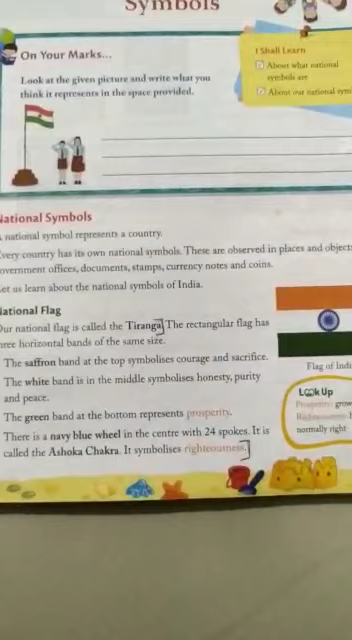 Symbols
On Your Marks...
Look at the given picture and write what you
think it represents in the space provided.
I Shall Learn
About what national
symbols are
About our national
National Symbols
national symbol represents a country.
Every country has its own national symbols. These are observed in places and objects
government offices, documents, stamps, currency notes and coins.
Let us learn about the national symbols of India.
National Flag
Our national flag is called the Tiranga. The rectangular flag has
three horizontal bands of the same size.
The saffron band at the top symbolises courage and sacrifice.
The white band is in the middle symbolises honesty, purity
and peace.
The green band at the bottom represents prosperity.
There is a navy blue wheel in the centre with 24 spokes. It is
called the Ashoka Chakra. It symbolises righteousness.
Flag of India
Look Up
Prosperity: 
Righteousness:
normally right